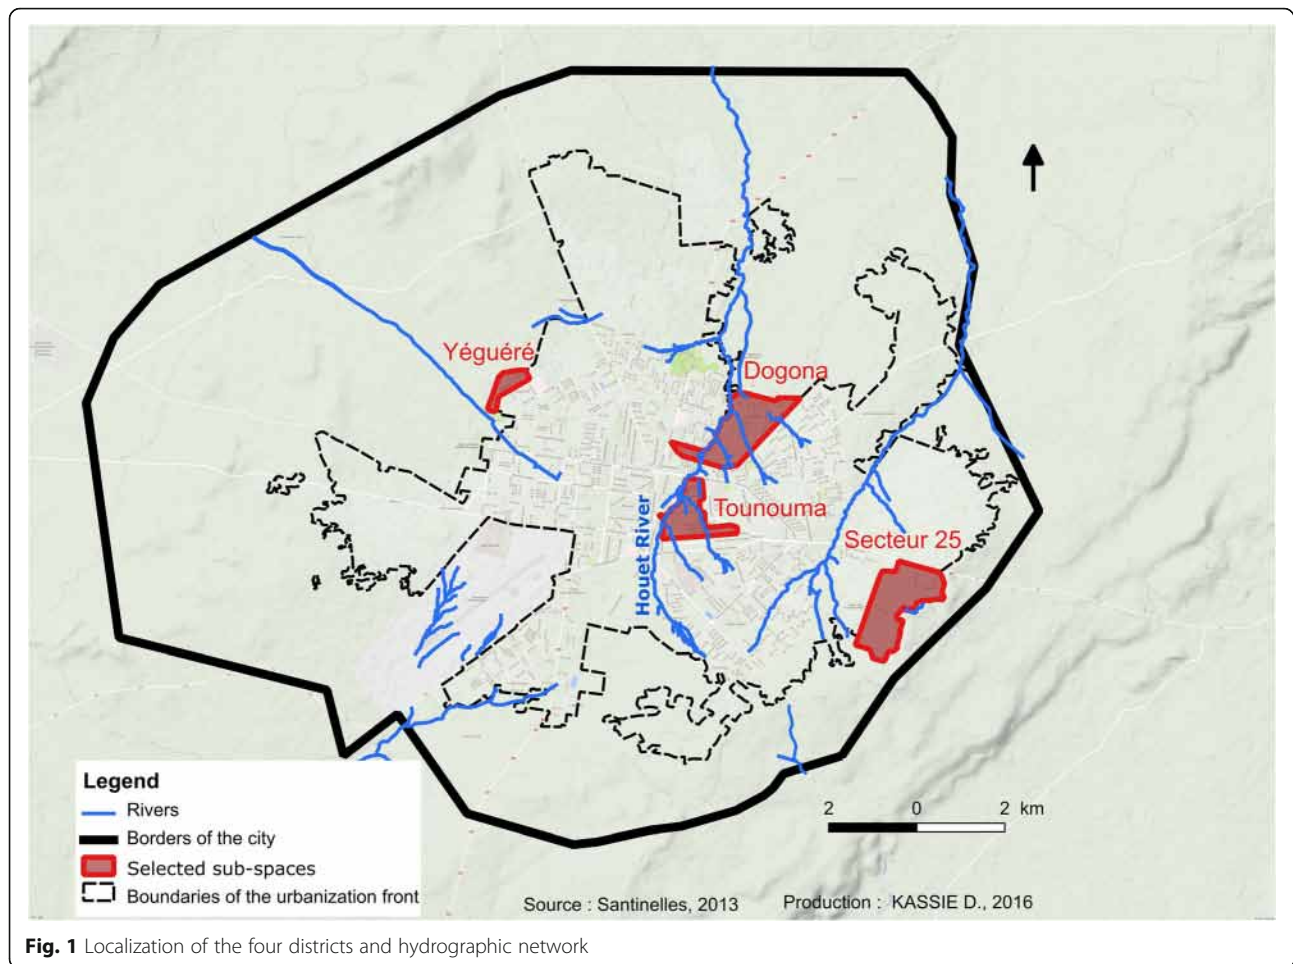 Yéguéré
Dogona
Tounouma
Houet River
Secteur 25
Legend
Rivers
Borders of the city
Selected sub-spaces
Boundaries of the urbanization front
2 0 2 km
Source : Santinelles, 2013 Production : KASSIE D., 2016
Fig. 1 Localization of the four districts and hydrographic network